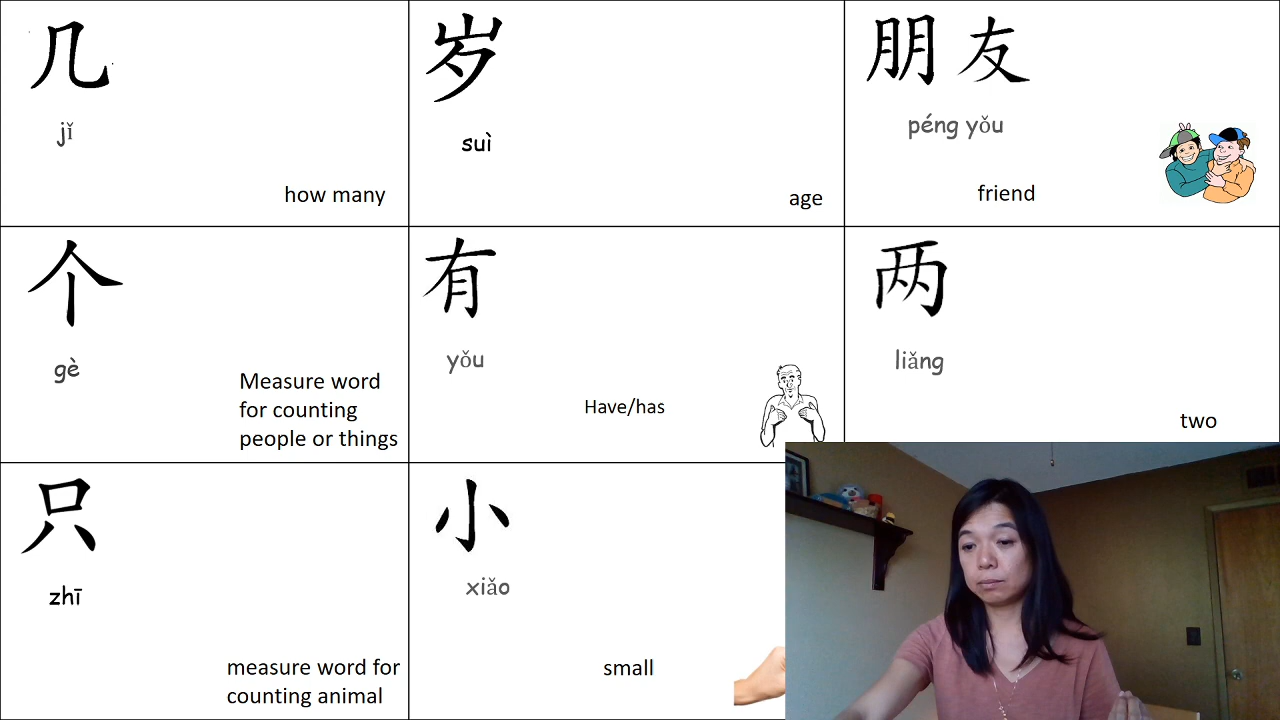 几
jǐ
how many
岁
suì
age
朋友
péng yǒu
friend
个
gè
Measure word
for counting
people or things
有
yǒu
Have/has
两
liǎng
two
只
zhī
measure word for
counting animal
小
xiǎo
small